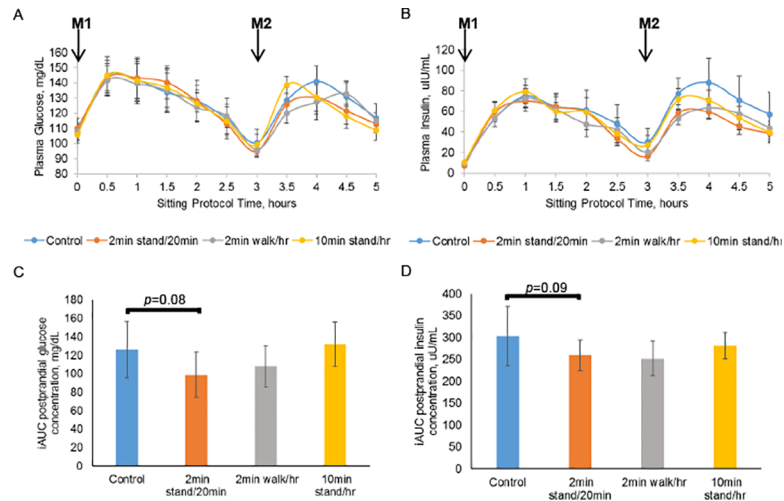 A
M1
M2
Plasma Glucose, mg/dL
160
150
140
130
120
110
100
90
80
0
0.5
1
1.5
2
2.5
3
3.5
4
4.5
5
Sitting Protocol Time, hours
Control
2min stand/20min
2min walk/hr
10min stand/hr
B
M1
M2
Plasma Insulin, uIU/mL
120
100
80
60
40
20
0
0
0.5
1
1.5
2
2.5
3
3.5
4
4.5
5
Sitting Protocol Time, hours
Control
2min stand/20min
2min walk/hr
10min stand/hr
C
p=0.08
iAUC postprandial glucose
concentration, mg/dL
180
160
140
120
100
80
60
40
20
0
Control
2min
stand/20min
2min walk/hr
10min
stand/hr
D
p=0.09
iAUC postprandial insulin
concentration, uU/mL
400
350
300
250
200
150
100
50
0
Control
2min
stand/20min
2min walk/hr
10min
stand/hr